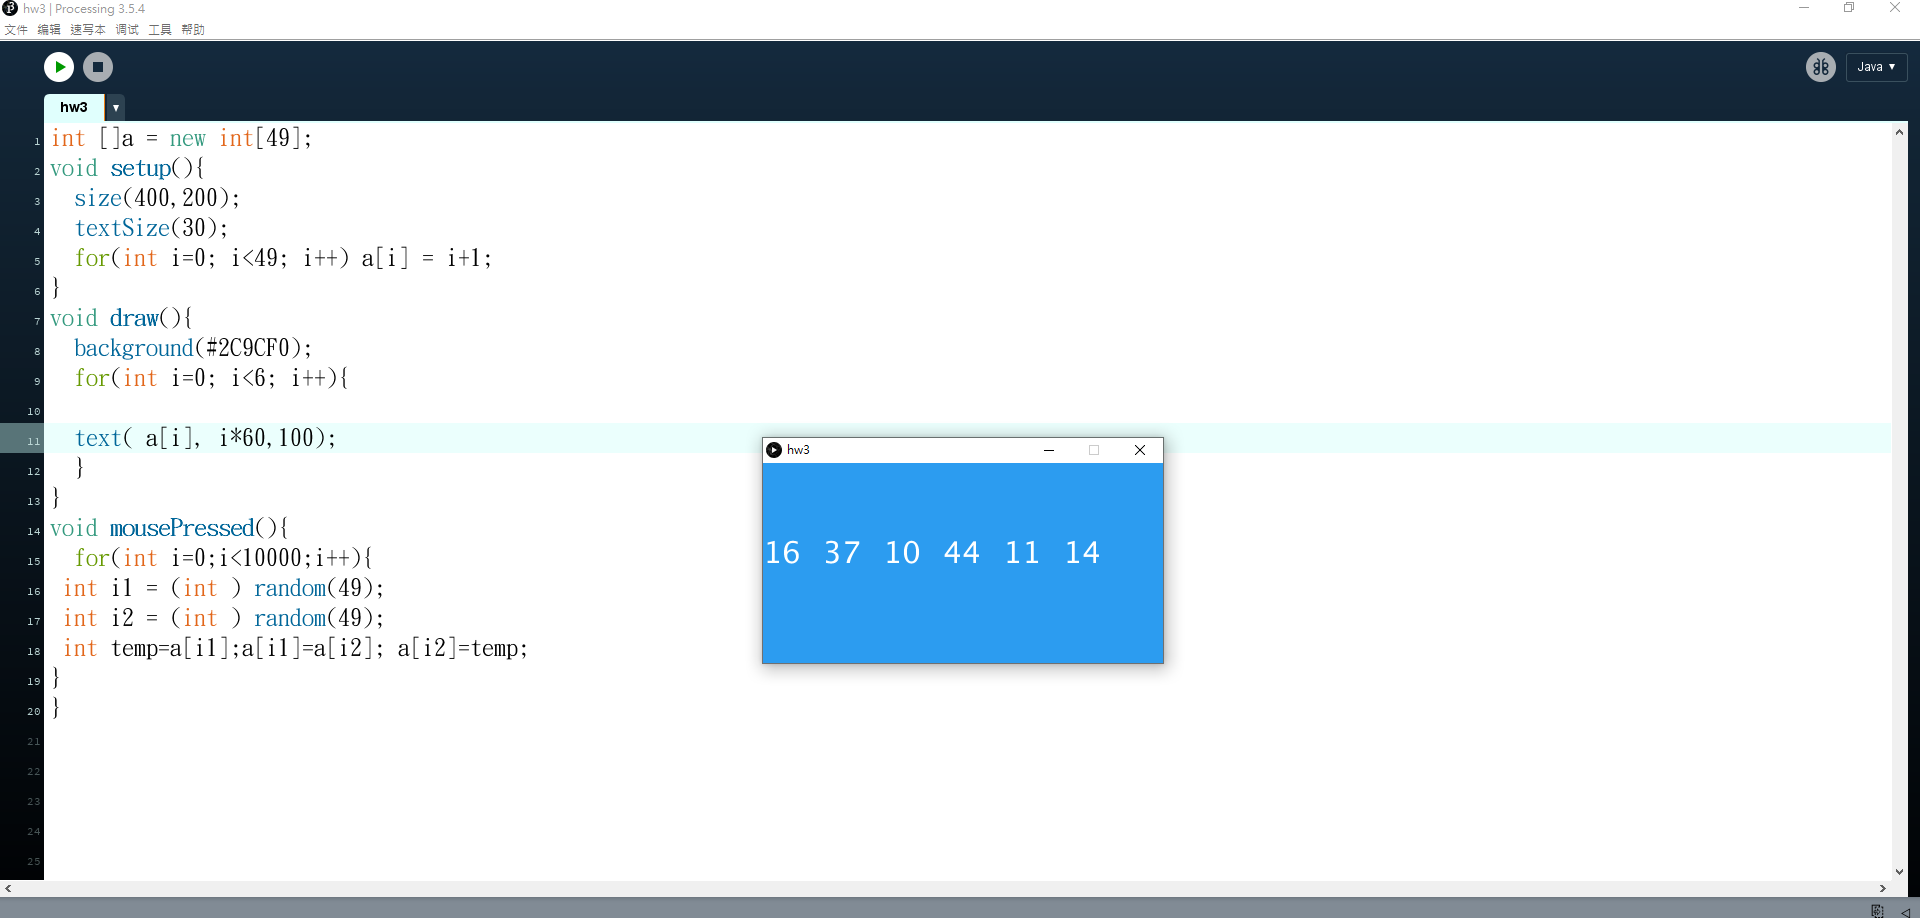 hw3 | Processing 3.5.4
文件 编辑 速写本 调试 工具 帮助
Java ▼
hw3 ▼
1 int []a = new int[49];
2 void setup(){
3 size(400,200);
4 textSize(30);
5 for(int i=0; i<49; i++) a[i] = i+1;
6 }
7 void draw(){
8 background(#2C9CF0);
9 for(int i=0; i<6; i++){
10
11 text( a[i], i*60,100);
12 }
13 }
14 void mousePressed(){
15 for(int i=0;i<10000;i++){
16 int i1 = (int ) random(49);
17 int i2 = (int ) random(49);
18 int temp=a[i1];a[i1]=a[i2]; a[i2]=temp;
19 }
20 }
21
22
23
24
25
hw3
16 37 10 44 11 14